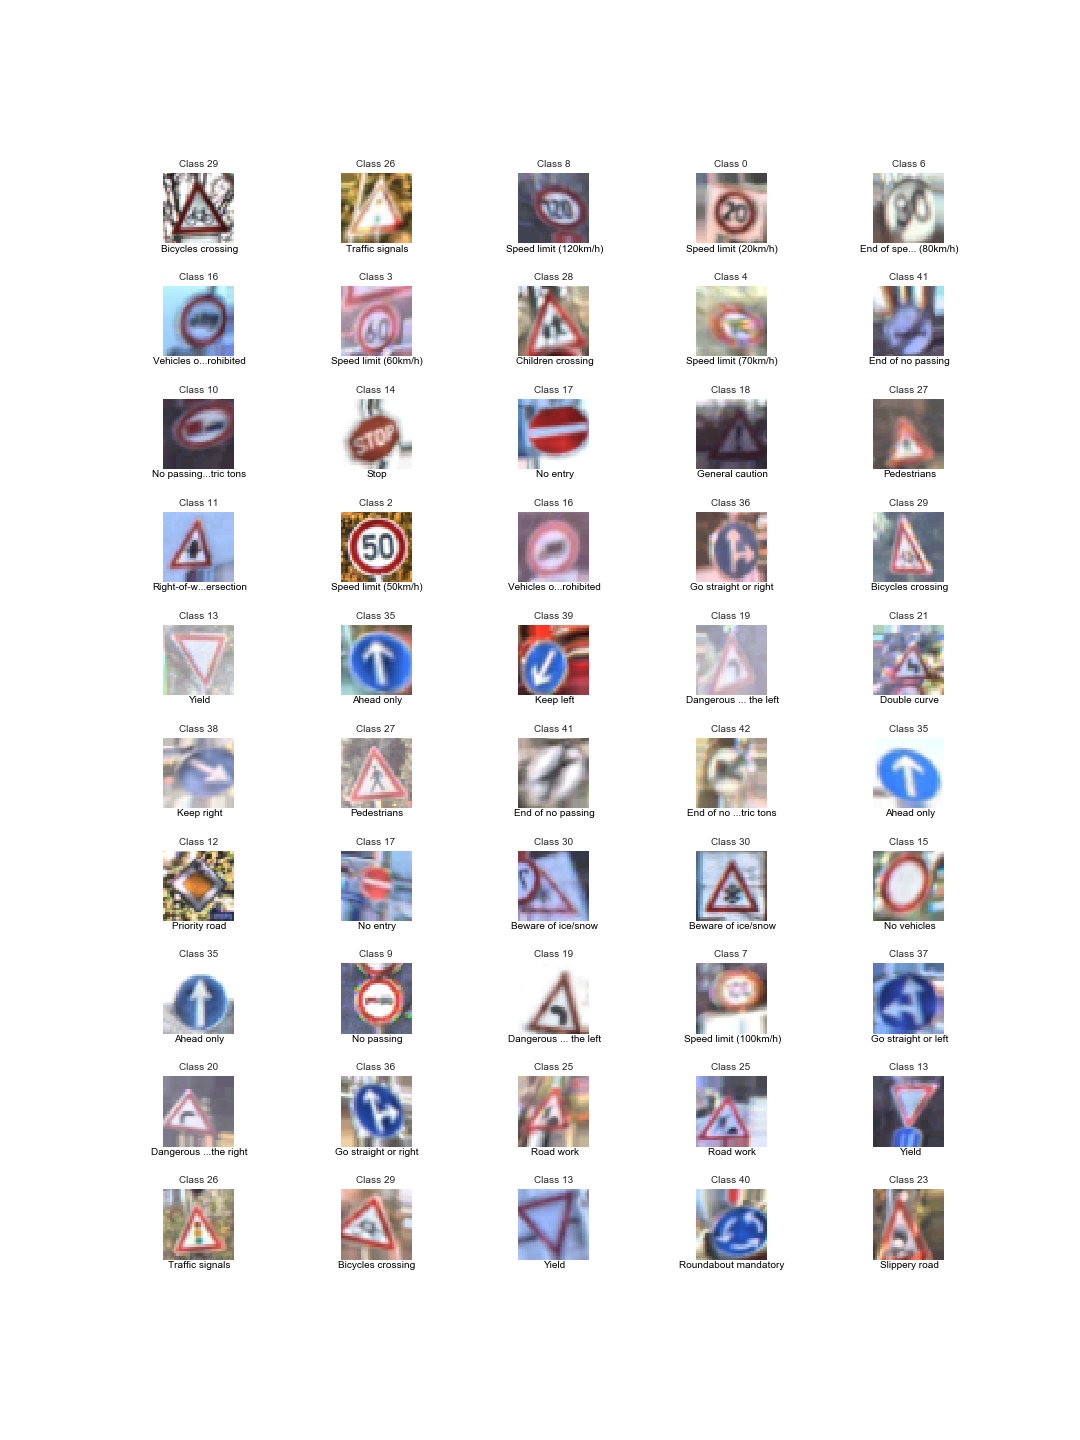 Class 29 Class 26 Class 8 Class 0 Class 6
120 20 80
Bicycles crossing Traffic signals Speed limit (120km/h) Speed limit (20km/h) End of spe... (80km/h)
Class 16 Class 3 Class 28 Class 4 Class 41
60
Vehicles o...rohibited Speed limit (60km/h) Children crossing Speed limit (70km/h) End of no passing
Class 10 Class 14 Class 17 Class 18 Class 27
STOP
No passing...tric tons Stop No entry General caution Pedestrians
Class 11 Class 2 Class 16 Class 36 Class 29
50
Right-of-w...ersection Speed limit (50km/h) Vehicles o...rohibited Go straight or right Bicycles crossing
Class 13 Class 35 Class 39 Class 19 Class 21
Yield Ahead only Keep left Dangerous ... the left Double curve
Class 38 Class 27 Class 41 Class 42 Class 35
Keep right Pedestrians End of no passing End of no ...tric tons Ahead only
Class 12 Class 17 Class 30 Class 30 Class 15
Priority road No entry Beware of ice/snow Beware of ice/snow No vehicles
Class 35 Class 9 Class 19 Class 7 Class 37
Ahead only No passing Dangerous ... the left Speed limit (100km/h) Go straight or left
Class 20 Class 36 Class 25 Class 25 Class 13
Dangerous ...the right Go straight or right Road work Road work Yield
Class 26 Class 29 Class 13 Class 40 Class 23
Traffic signals Bicycles crossing Yield Roundabout mandatory Slippery road